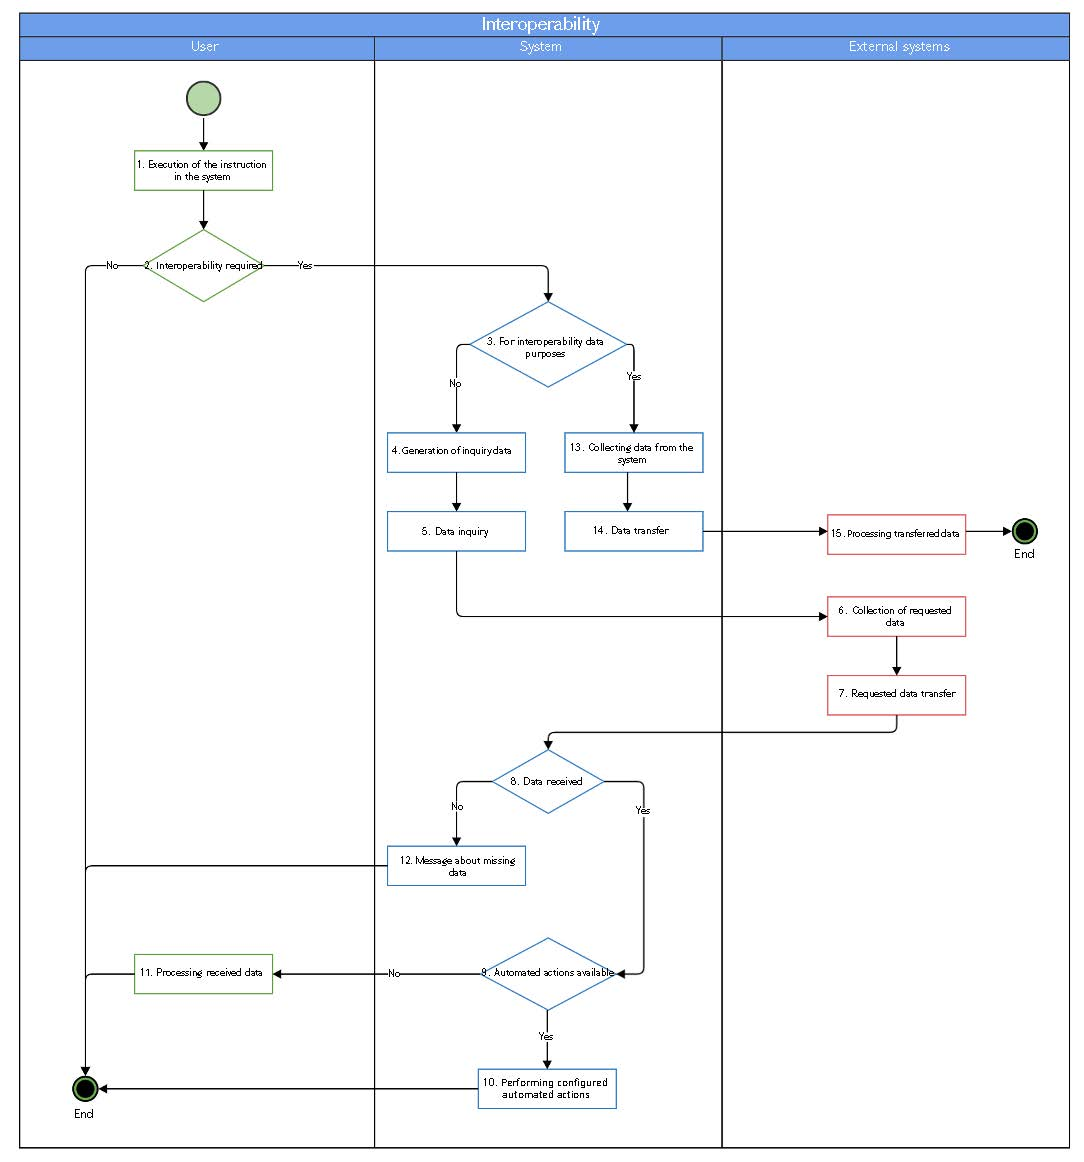 Interoperability
User
System
External systems
1. Execution of the instruction
in the system
No
2. Interoperability required
Yes
3. For interoperability data
purposes
No
Yes
4. Generation of inquiry data
13. Collecting data from the
system
5. Data inquiry
14. Data transfer
15. Processing transferred data
End
6. Collection of requested
data
7. Requested data transfer
8. Data received
No
Yes
12. Message about missing
data
11. Processing received data
No
9. Automated actions available
Yes
10. Performing configured
automated actions
End